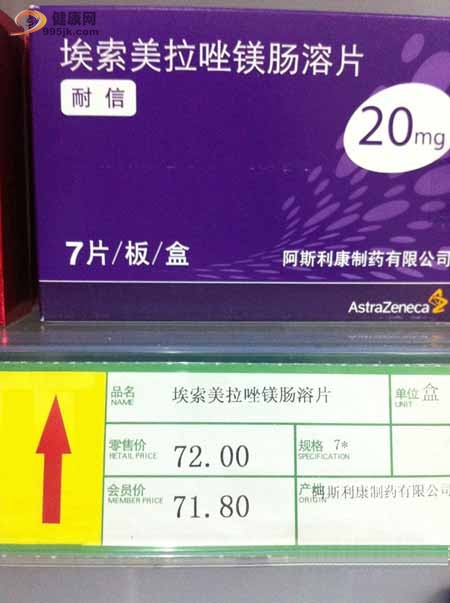 健康网
995jk.com
埃索美拉唑镁肠溶片
耐信
20mg
7片/板/盒
阿斯利康制药有限公司
AstraZeneca
品名
NAME
埃索美拉唑镁肠溶片
单位
UNIT
盒
零售价
RETAIL PRICE
72.00
规格
SPECIFICATION
7*
会员价
MEMBER PRICE
71.80
产地
ORIGIN
阿斯利康制药有限公司